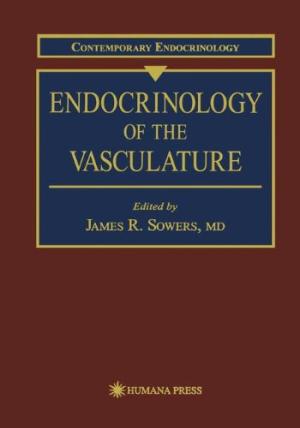 CONTEMPORARY ENDOCRINOLOGY
ENDOCRINOLOGY
OF THE
VASCULATURE
Edited by
JAMES R. SOWERS, MD
HUMANA PRESS